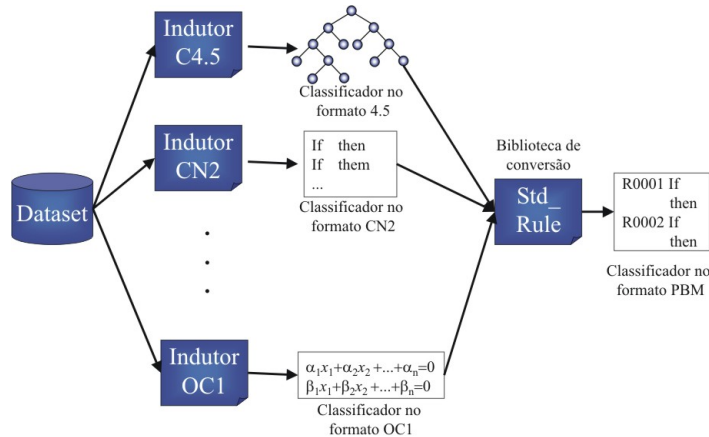 Indutor
C4.5
Classificador no
formato 4.5
Indutor
CN2
If then
If them
...
Classificador no
formato CN2
Dataset
Biblioteca de
conversão
Std_
Rule
R0001 If
then
R0002 If
then
Classificador no
formato PBM
Indutor
OC1
α₁x₁+α₂x₂+...+αₙ=0
β₁x₁+β₂x₂+...+βₙ=0
Classificador no
formato OC1